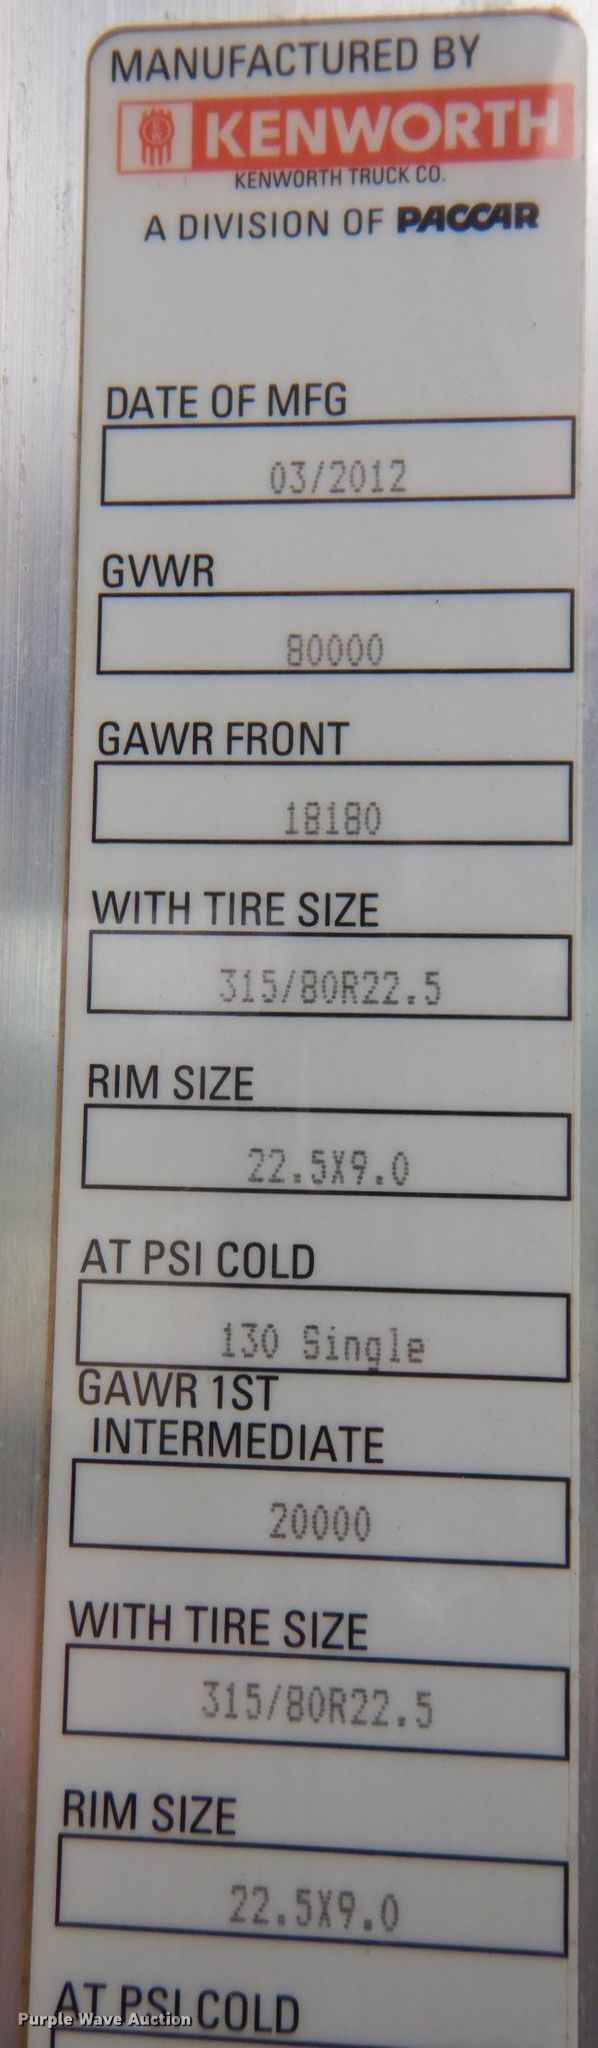 MANUFACTURED BY
KENWORTH
KENWORTH TRUCK CO.
A DIVISION OF PACCAR
DATE OF MFG
03/2012
GVWR
80000
GAWR FRONT
18180
WITH TIRE SIZE
315/80R22.5
RIM SIZE
22.5X9.0
AT PSI COLD
130 Single
GAWR 1ST
INTERMEDIATE
20000
WITH TIRE SIZE
315/80R22.5
RIM SIZE
22.5X9.0
AT PSI COLD
Purple Wave Auction